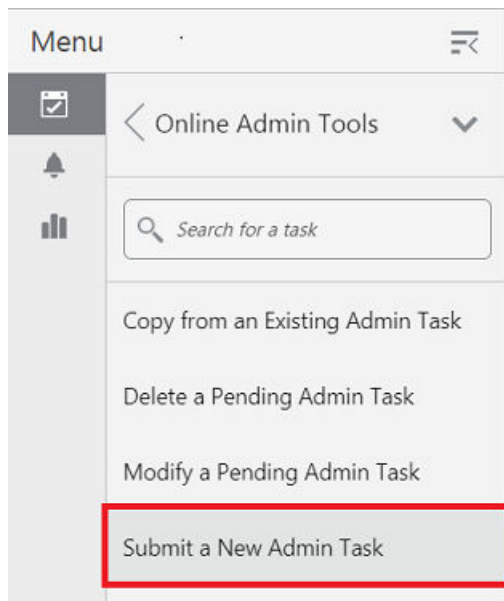 Menu
Online Admin Tools
Search for a task
Copy from an Existing Admin Task
Delete a Pending Admin Task
Modify a Pending Admin Task
Submit a New Admin Task